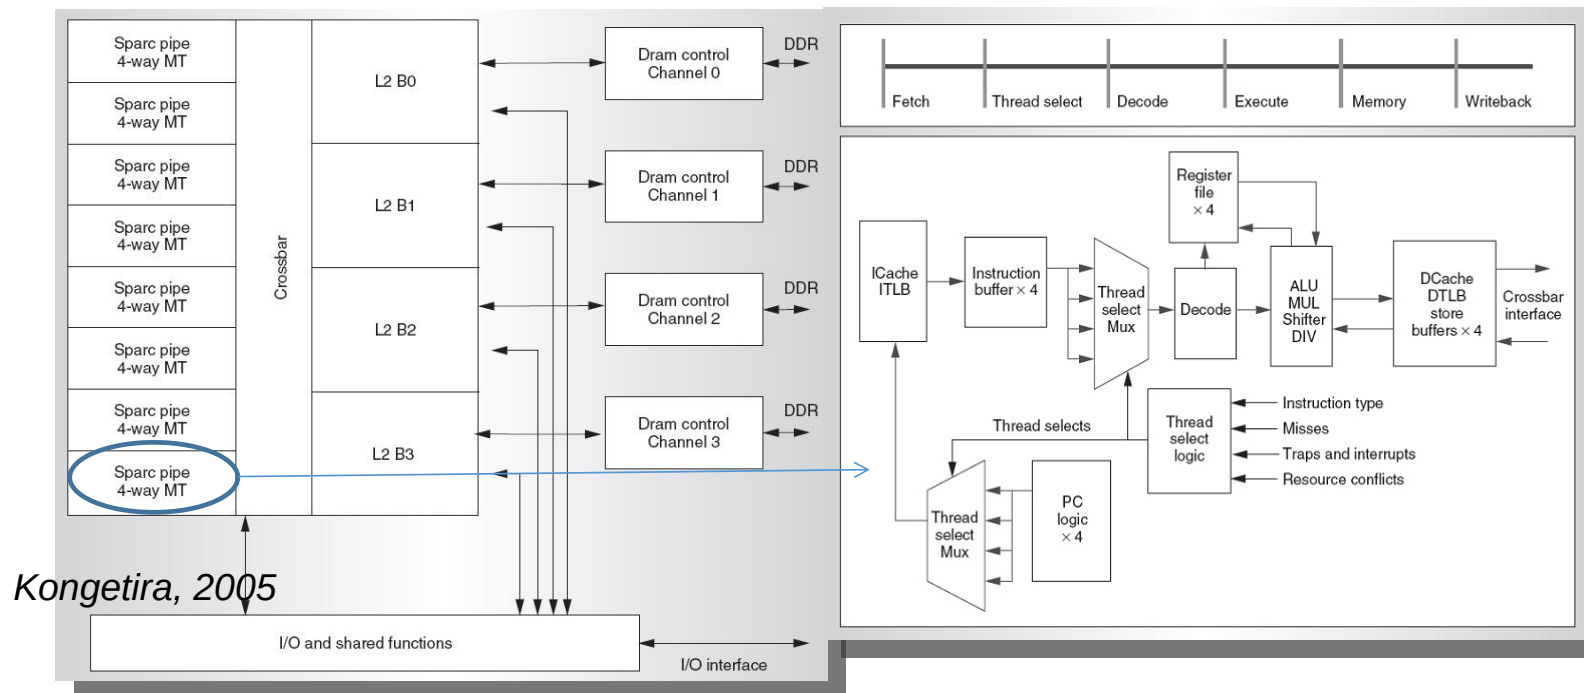 Sparc pipe
4-way MT
Sparc pipe
4-way MT
Sparc pipe
4-way MT
Sparc pipe
4-way MT
Sparc pipe
4-way MT
Sparc pipe
4-way MT
Sparc pipe
4-way MT
Sparc pipe
4-way MT
Crossbar
L2 B0
L2 B1
L2 B2
L2 B3
Dram control
Channel 0
DDR
Dram control
Channel 1
DDR
Dram control
Channel 2
DDR
Dram control
Channel 3
DDR
Kongetira, 2005
I/O and shared functions
I/O interface
Fetch
Thread select
Decode
Execute
Memory
Writeback
ICache
ITLB
Instruction
buffer × 4
Thread
select
Mux
Decode
Register
file
× 4
ALU
MUL
Shifter
DIV
DCache
DTLB
store
buffers × 4
Crossbar
interface
Thread selects
Thread
select
logic
Instruction type
Misses
Traps and interrupts
Resource conflicts
Thread
select
Mux
PC
logic
× 4